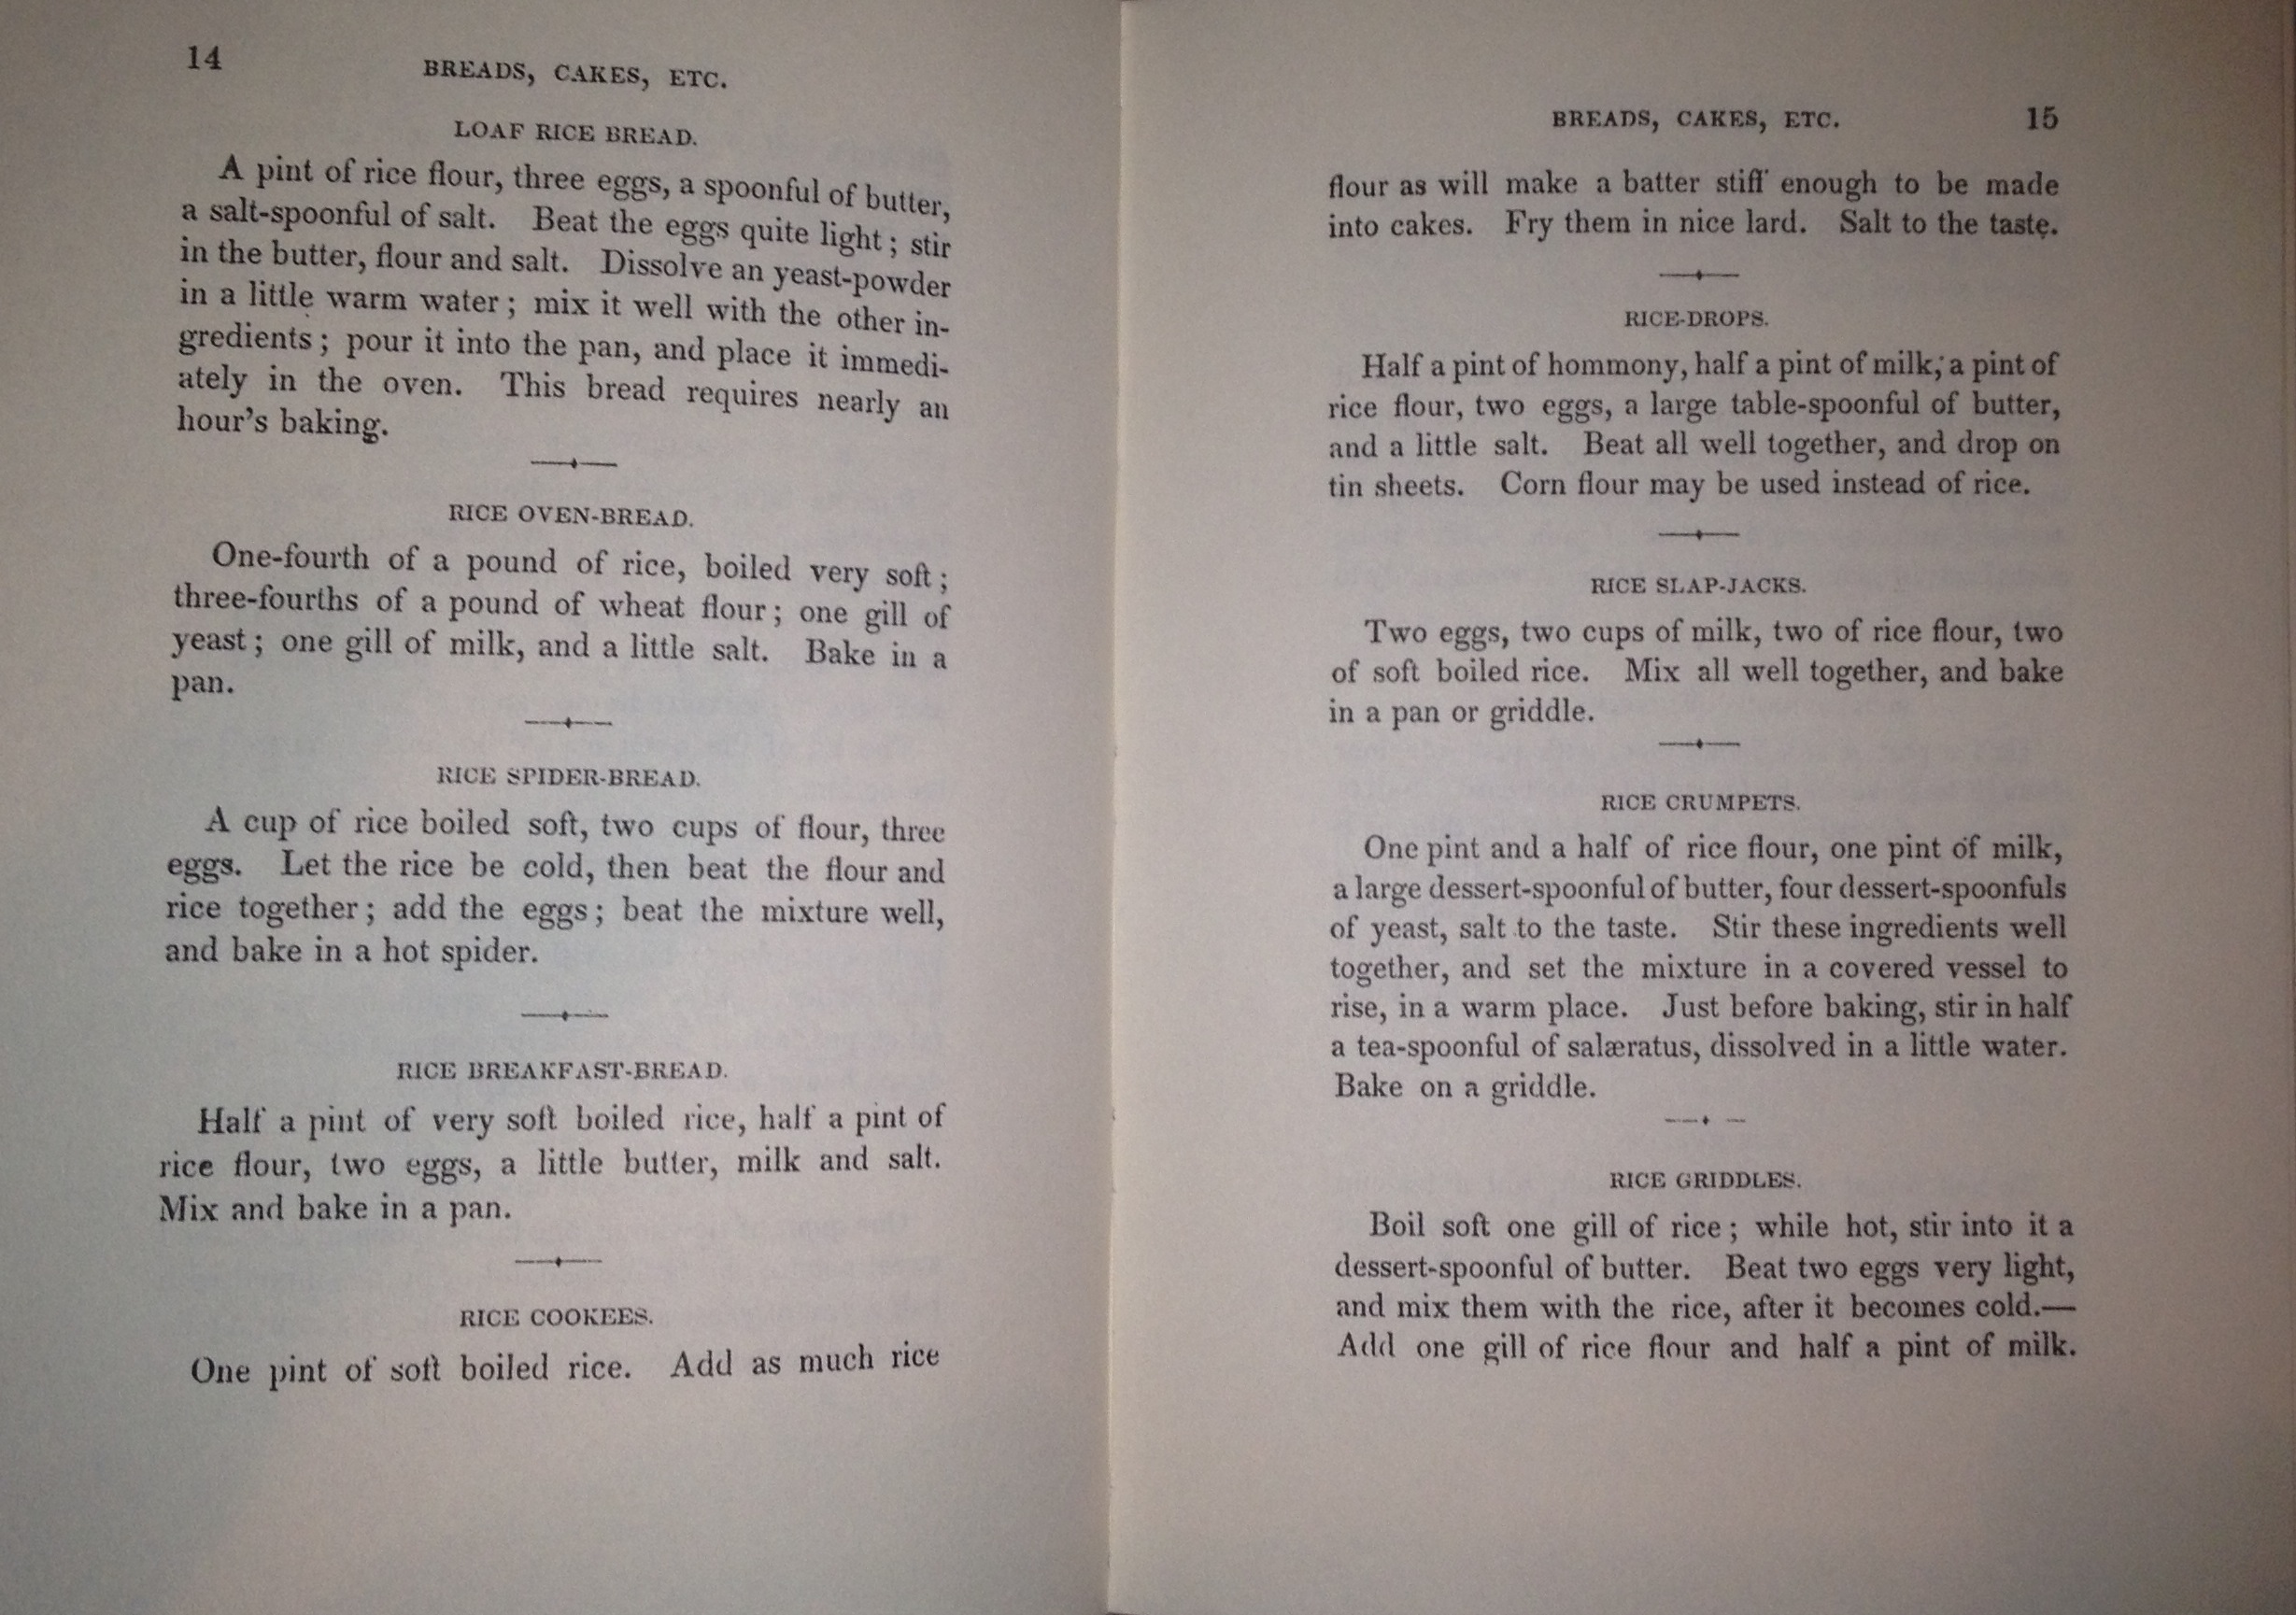 14
BREADS, CAKES, ETC.
LOAF RICE BREAD.
A pint of rice flour, three eggs, a spoonful of butter,
a salt-spoonful of salt. Beat the eggs quite light; stir
in the butter, flour and salt. Dissolve an yeast-powder
in a little warm water; mix it well with the other in-
gredients; pour it into the pan, and place it immedi-
ately in the oven. This bread requires nearly an
hour's baking.
RICE OVEN-BREAD.
One-fourth of a pound of rice, boiled very soft;
three-fourths of a pound of wheat flour; one gill of
yeast; one gill of milk, and a little salt. Bake in a
pan.
RICE SPIDER-BREAD.
A cup of rice boiled soft, two cups of flour, three
eggs. Let the rice be cold, then beat the flour and
rice together; add the eggs; beat the mixture well,
and bake in a hot spider.
RICE BREAKFAST-BREAD.
Half a pint of very soft boiled rice, half a pint of
rice flour, two eggs, a little butter, milk and salt.
Mix and bake in a pan.
RICE COOKEES.
One pint of soft boiled rice. Add as much rice
BREADS, CAKES, ETC. 15
flour as will make a batter stiff enough to be made
into cakes. Fry them in nice lard. Salt to the taste.
RICE-DROPS.
Half a pint of hommony, half a pint of milk, a pint of
rice flour, two eggs, a large table-spoonful of butter,
and a little salt. Beat all well together, and drop on
tin sheets. Corn flour may be used instead of rice.
RICE SLAP-JACKS.
Two eggs, two cups of milk, two of rice flour, two
of soft boiled rice. Mix all well together, and bake
in a pan or griddle.
RICE CRUMPETS.
One pint and a half of rice flour, one pint of milk,
a large dessert-spoonful of butter, four dessert-spoonfuls
of yeast, salt to the taste. Stir these ingredients well
together, and set the mixture in a covered vessel to
rise, in a warm place. Just before baking, stir in half
a tea-spoonful of salæratus, dissolved in a little water.
Bake on a griddle.
RICE GRIDDLES.
Boil soft one gill of rice; while hot, stir into it a
dessert-spoonful of butter. Beat two eggs very light,
and mix them with the rice, after it becomes cold.—
Add one gill of rice flour and half a pint of milk.